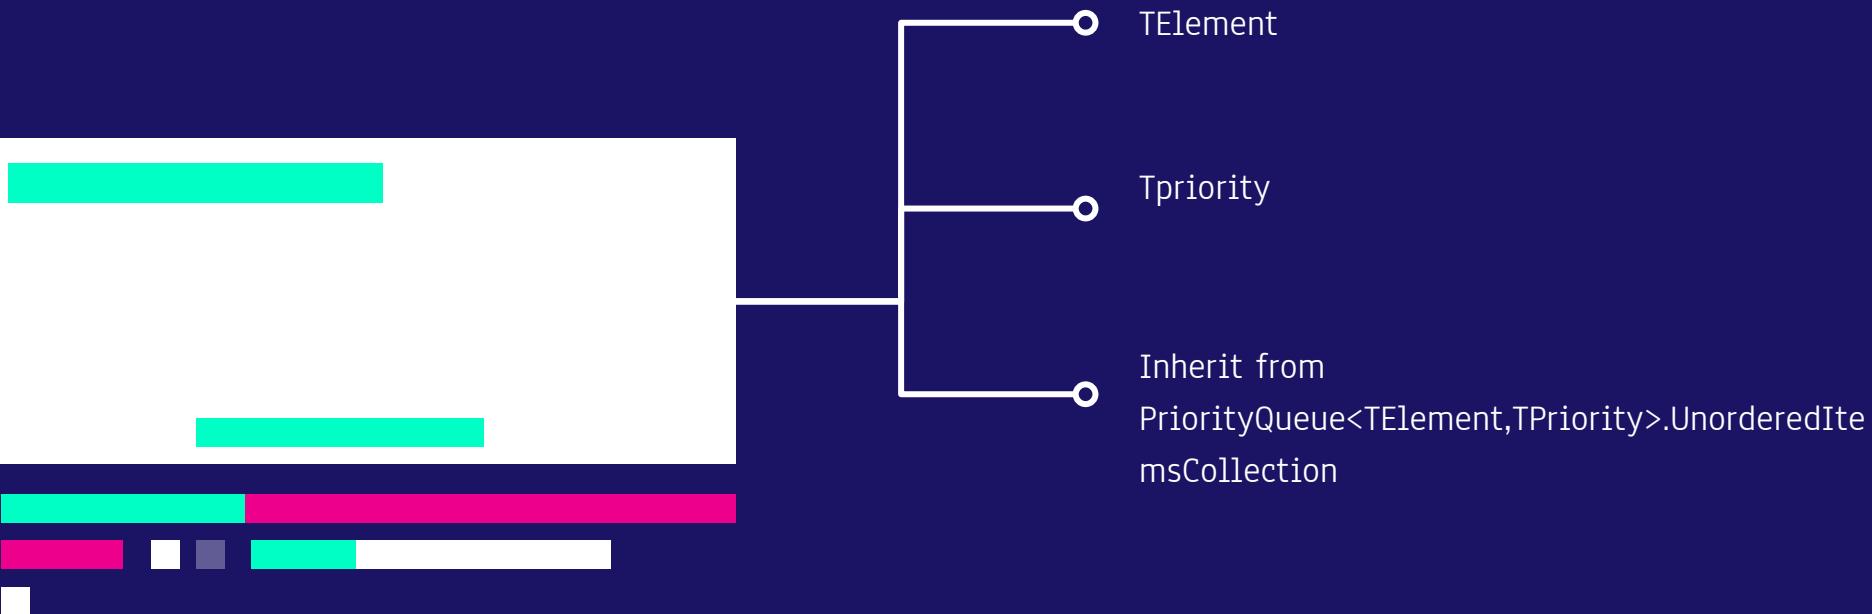 TElement
Tpriority
Inherit from
PriorityQueue<TElement,TPriority>.UnorderedIte
msCollection